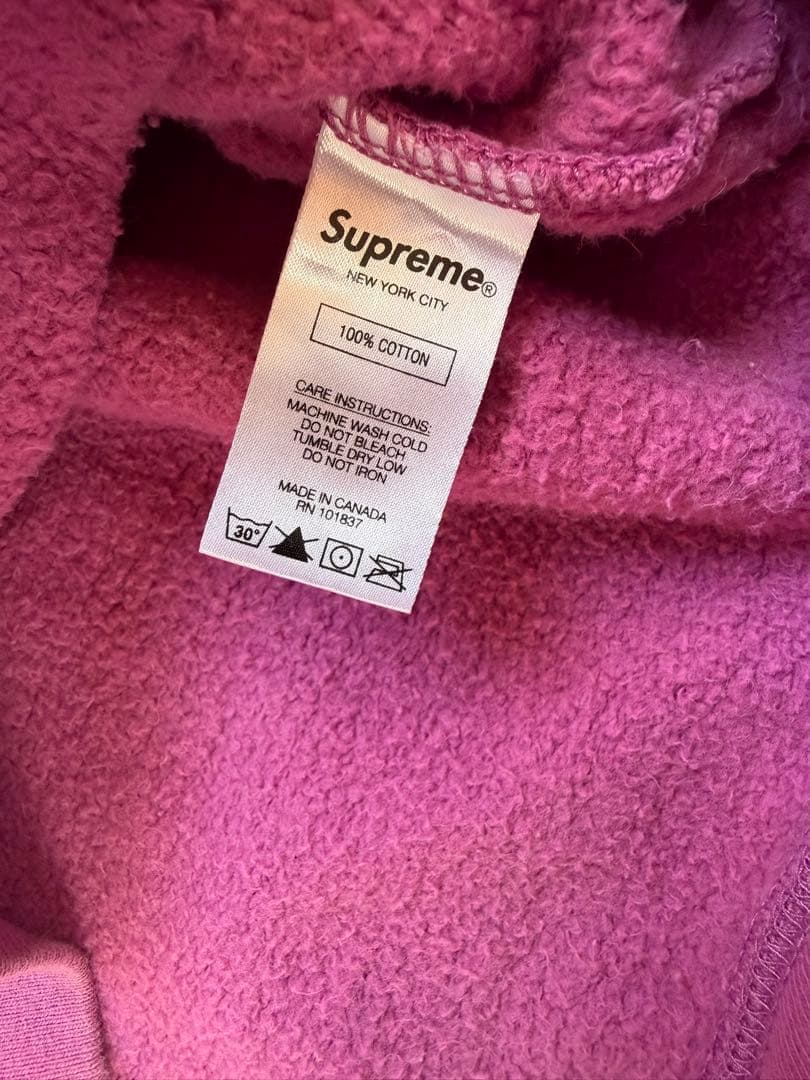 Supreme®
NEW YORK CITY
100% COTTON
CARE INSTRUCTIONS:
MACHINE WASH COLD
DO NOT BLEACH
TUMBLE DRY LOW
DO NOT IRON
MADE IN CANADA
RN 101837
30°